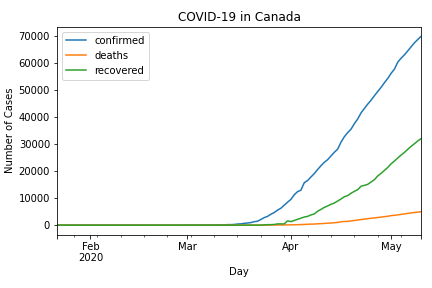 COVID-19 in Canada
confirmed
deaths
recovered
Number of Cases
70000
60000
50000
40000
30000
20000
10000
0
Feb Mar Apr May
2020
Day